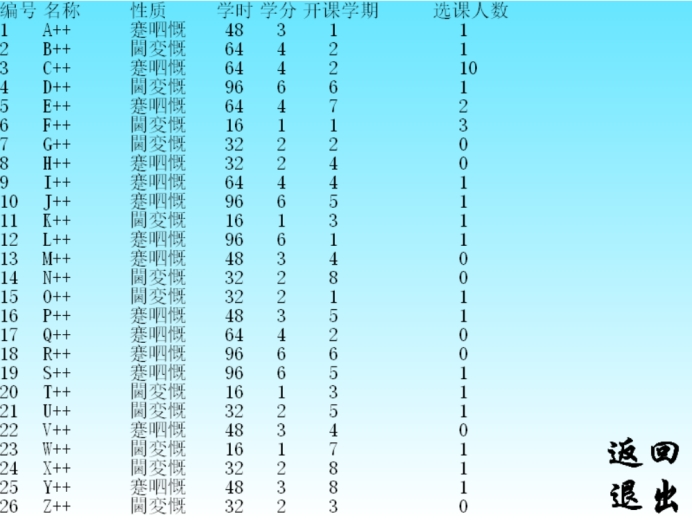 编号 名称 性质 学时 学分 开课学期 选课人数
1 A++ 蹇呬慨 48 3 1 1
2 B++ 閫変慨 64 4 2 1
3 C++ 蹇呬慨 64 4 2 10
4 D++ 閫変慨 96 6 6 1
5 E++ 蹇呬慨 64 4 7 2
6 F++ 閫変慨 16 1 1 3
7 G++ 閫変慨 32 2 2 0
8 H++ 蹇呬慨 32 2 4 0
9 I++ 蹇呬慨 64 4 4 1
10 J++ 蹇呬慨 96 6 5 1
11 K++ 閫変慨 16 1 3 1
12 L++ 蹇呬慨 96 6 1 1
13 M++ 蹇呬慨 48 3 4 0
14 N++ 閫変慨 32 2 8 0
15 O++ 閫変慨 32 2 1 1
16 P++ 蹇呬慨 48 3 5 1
17 Q++ 蹇呬慨 64 4 2 0
18 R++ 蹇呬慨 96 6 6 0
19 S++ 蹇呬慨 96 6 5 1
20 T++ 閫変慨 16 1 3 1
21 U++ 閫変慨 32 2 5 1
22 V++ 蹇呬慨 48 3 4 0
23 W++ 閫変慨 16 1 7 1
24 X++ 閫変慨 32 2 8 1
25 Y++ 蹇呬慨 48 3 8 1
26 Z++ 閫変慨 32 2 3 0
返回
退出